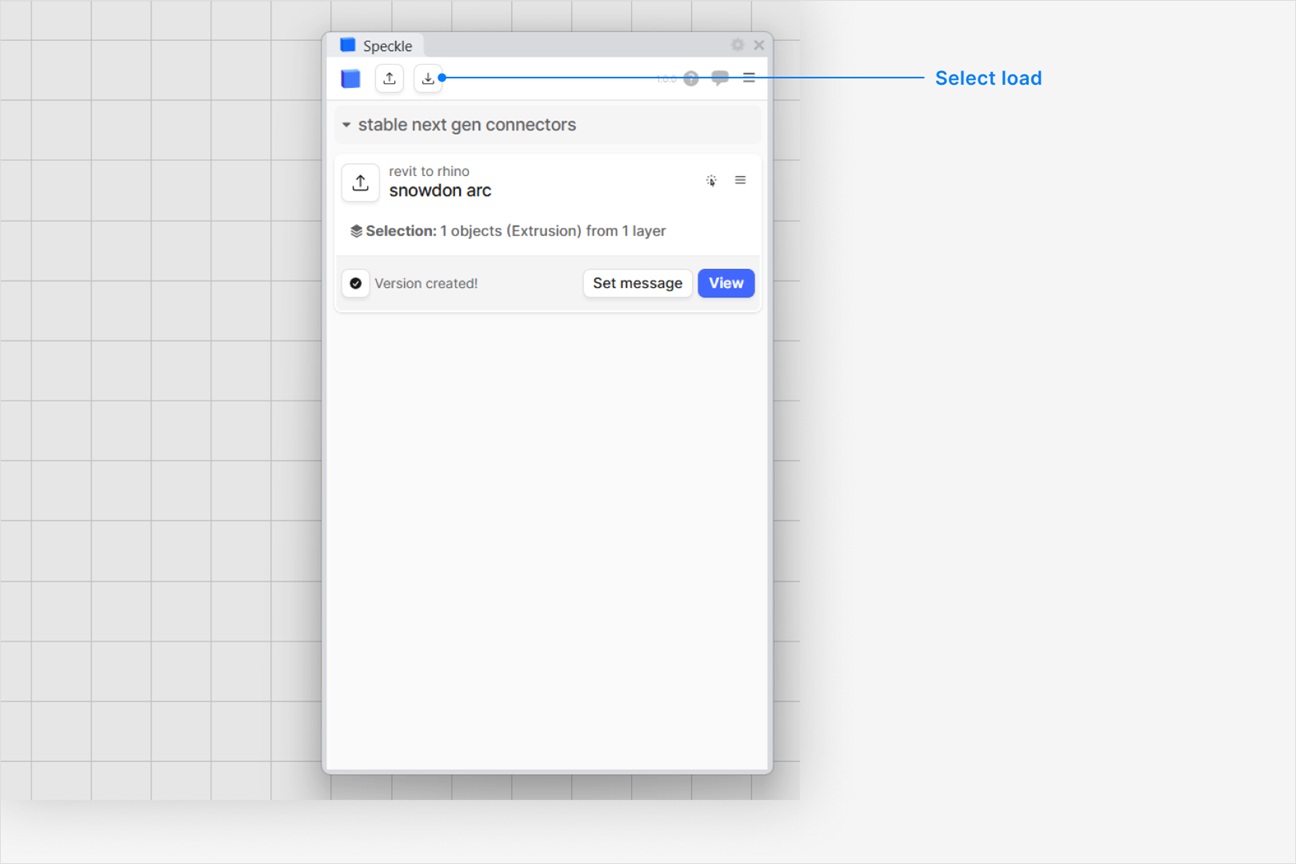 Speckle
Select load
stable next gen connectors
revit to rhino
snowdon arc
Selection: 1 objects (Extrusion) from 1 layer
Version created!
Set message
View